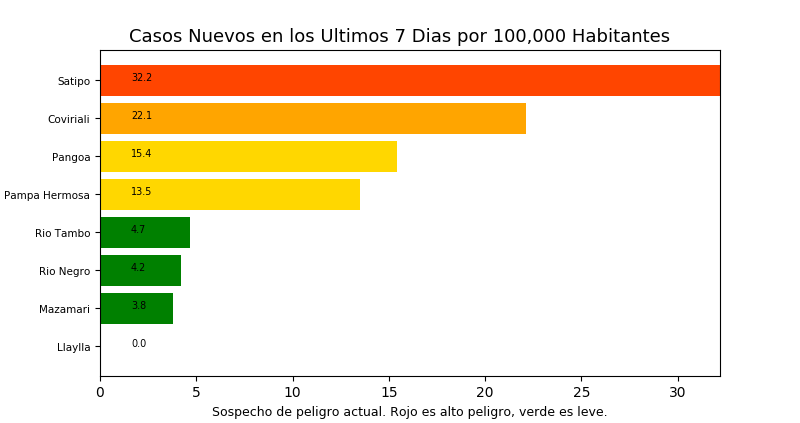 Casos Nuevos en los Ultimos 7 Dias por 100,000 Habitantes
Satipo 32.2
Coviriali 22.1
Pangoa 15.4
Pampa Hermosa 13.5
Rio Tambo 4.7
Rio Negro 4.2
Mazamari 3.8
Llaylla 0.0
0 5 10 15 20 25 30
Sospecho de peligro actual. Rojo es alto peligro, verde es leve.